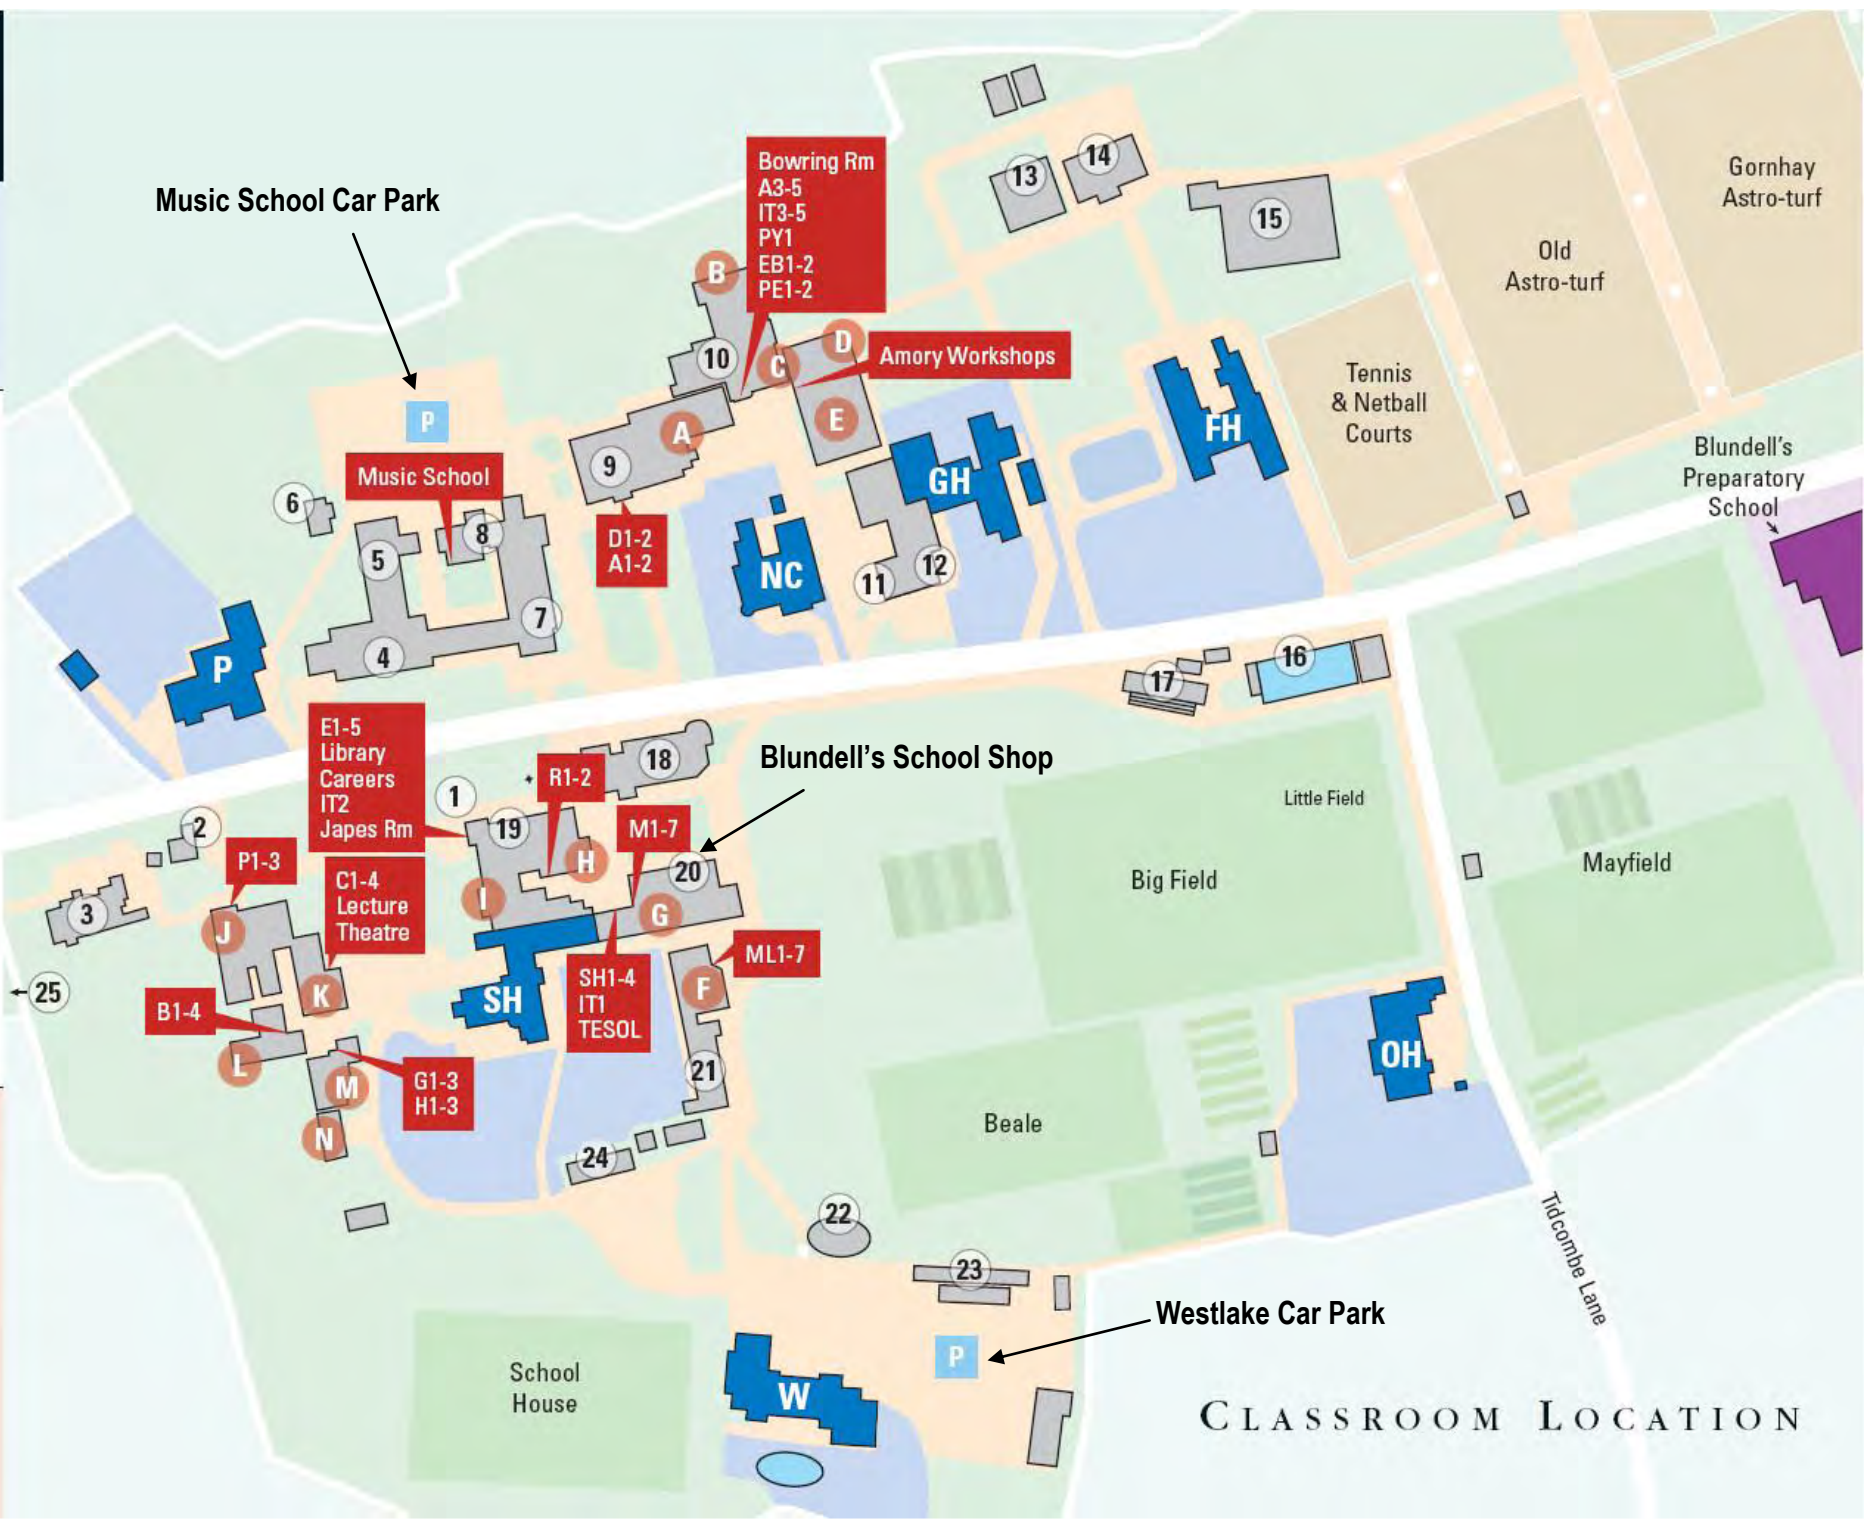 Music School Car Park
P
Bowring Rm
A3-5
IT3-5
PY1
EB1-2
PE1-2
13
14
15
Gornhay
Astro-turf
Old
Astro-turf
Tennis
& Netball
Courts
Blundell's
Preparatory
School
B
10
C
D
Amory Workshops
E
A
9
D1-2
A1-2
Music School
6
5
8
7
4
P
NC
GH
FH
11
12
16
17
E1-5
Library
Careers
IT2
Japes Rm
1
R1-2
18
Blundell's School Shop
19
H
M1-7
20
I
G
2
P1-3
3
C1-4
Lecture
Theatre
J
K
25
B1-4
L
M
N
G1-3
H1-3
SH
SH1-4
IT1
TESOL
ML1-7
F
21
24
Little Field
Big Field
Mayfield
Beale
OH
Tidcombe Lane
22
23
Westlake Car Park
P
School
House
W
CLASSROOM LOCATION